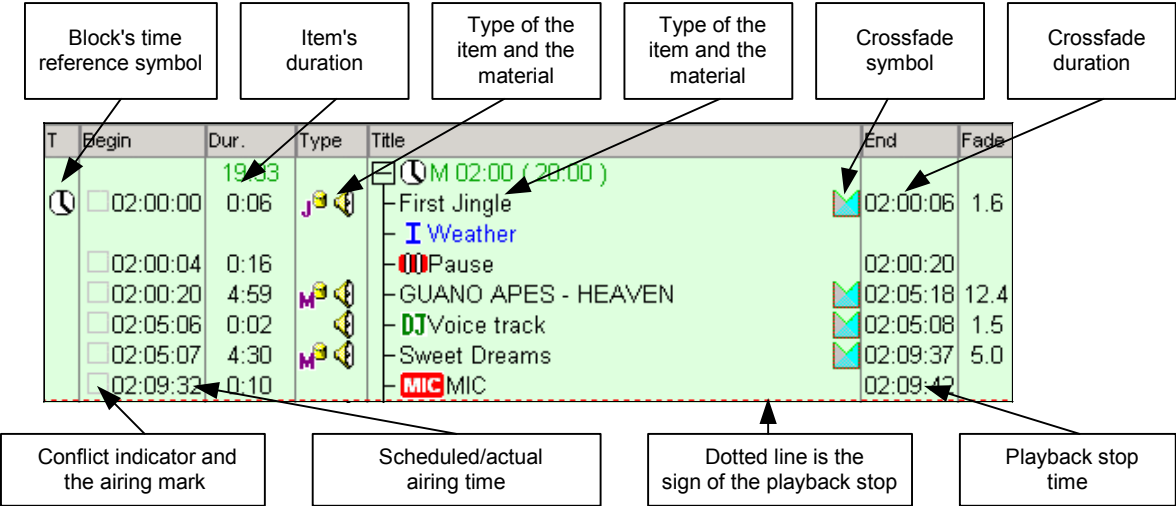 Block's time
reference symbol
Item's
duration
Type of the
item and the
material
Type of the
item and the
material
Crossfade
symbol
Crossfade
duration
T Begin Dur. Type Title End Fade
19:33 M 02:00 ( 20:00 )
02:00:00 0:06 J First Jingle 02:00:06 1.6
I Weather
02:00:04 0:16 Pause 02:00:20
02:00:20 4:59 M GUANO APES - HEAVEN 02:05:18 12.4
02:05:06 0:02 DJ Voice track 02:05:08 1.5
02:05:07 4:30 M Sweet Dreams 02:09:37 5.0
02:09:32 0:10 MIC MIC 02:09:42
Conflict indicator and
the airing mark
Scheduled/actual
airing time
Dotted line is the
sign of the playback stop
Playback stop
time